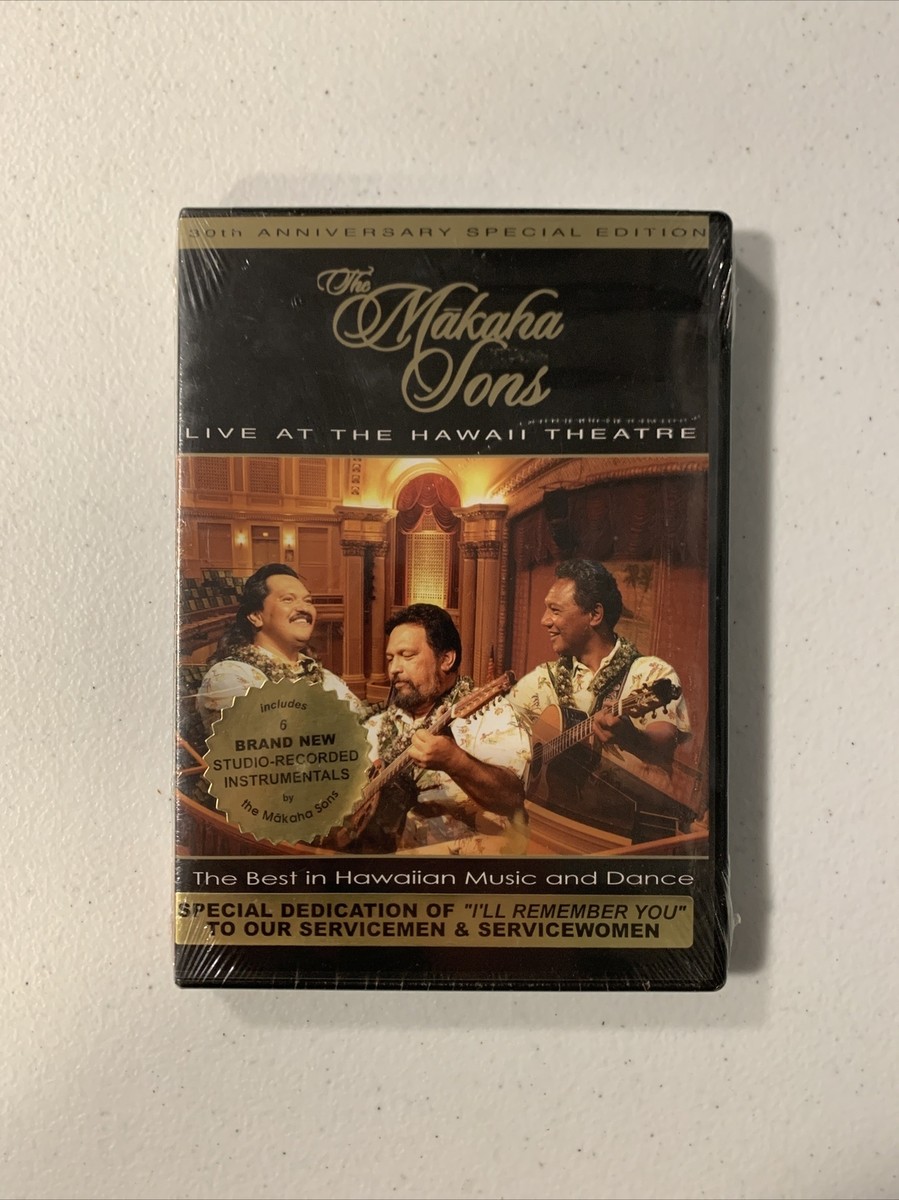 30th ANNIVERSARY SPECIAL EDITION
The
Mākaha
Sons
LIVE AT THE HAWAII THEATRE
includes
6
BRAND NEW
STUDIO-RECORDED
INSTRUMENTALS
by
the Mākaha Sons
The Best in Hawaiian Music and Dance
SPECIAL DEDICATION OF "I'LL REMEMBER YOU"
TO OUR SERVICEMEN & SERVICEWOMEN